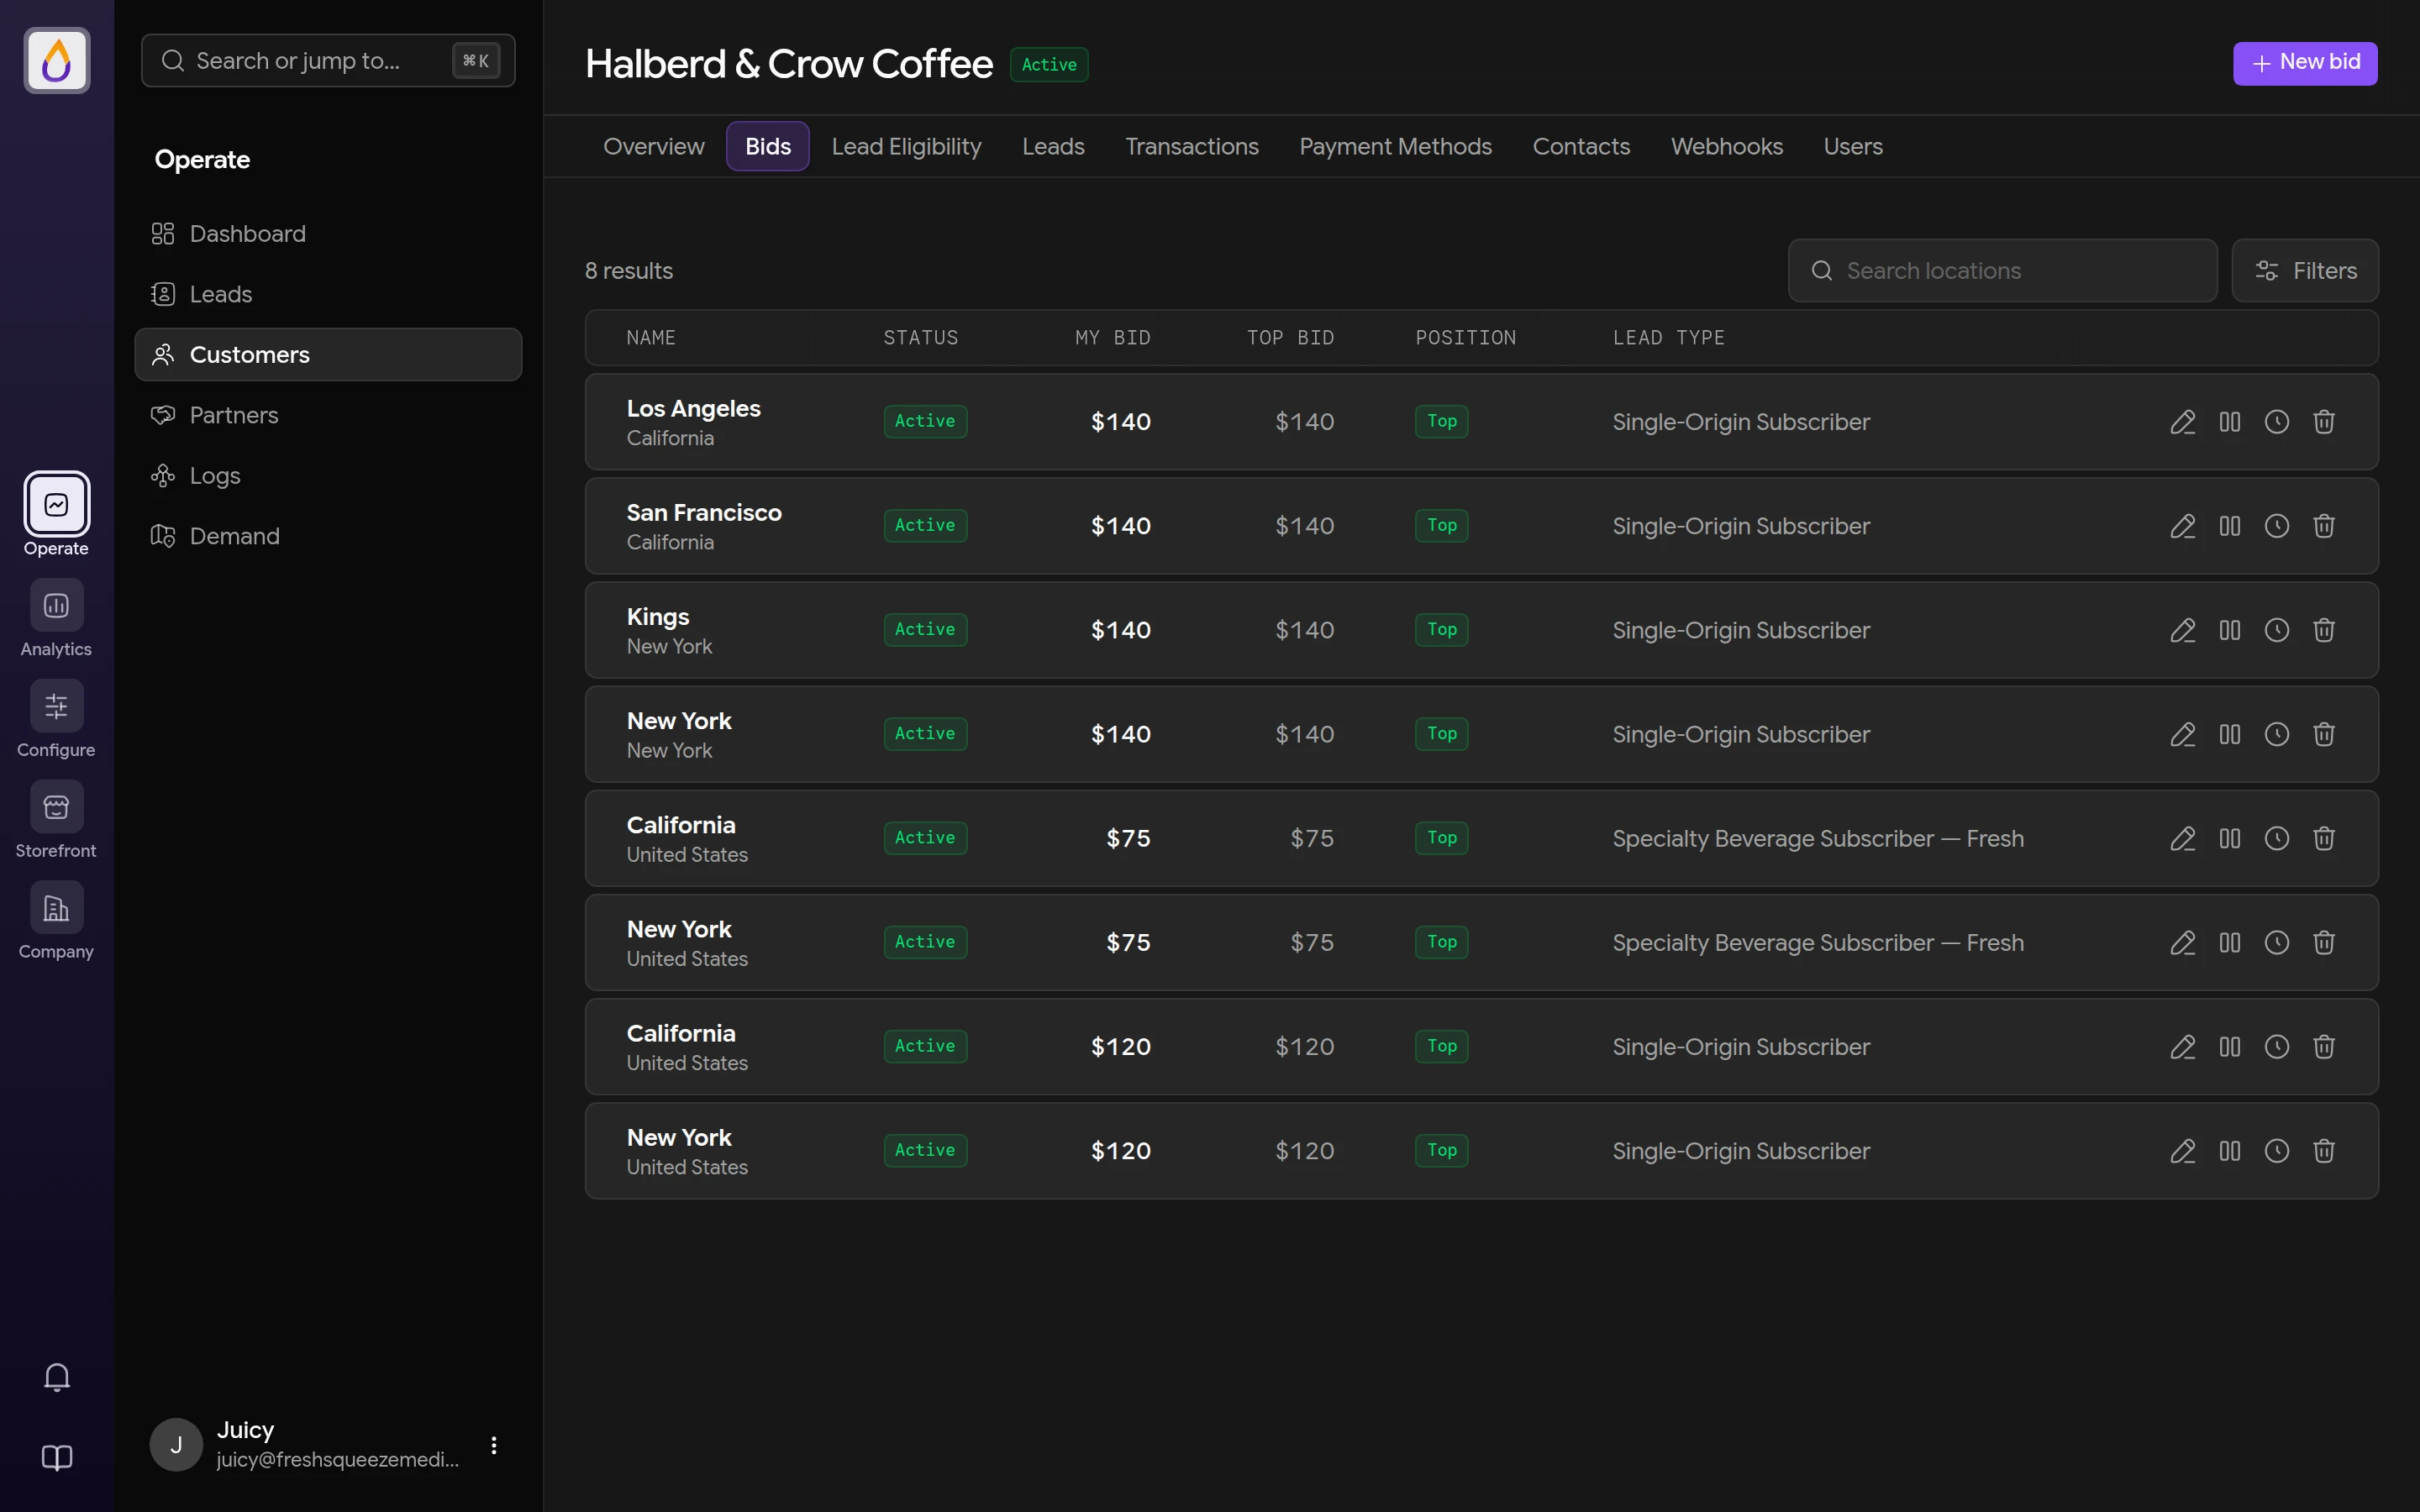 Search or jump to...
⌘K
Operate
Dashboard
Leads
Customers
Partners
Logs
Demand
Operate
Analytics
Configure
Storefront
Company
J
Juicy
juicy@freshsqueezemedi...
Halberd & Crow Coffee
Active
New bid
Overview
Bids
Lead Eligibility
Leads
Transactions
Payment Methods
Contacts
Webhooks
Users
8 results
Search locations
Filters
NAME STATUS MY BID TOP BID POSITION LEAD TYPE
Los Angeles
California
Active $140 $140 Top Single-Origin Subscriber
San Francisco
California
Active $140 $140 Top Single-Origin Subscriber
Kings
New York
Active $140 $140 Top Single-Origin Subscriber
New York
New York
Active $140 $140 Top Single-Origin Subscriber
California
United States
Active $75 $75 Top Specialty Beverage Subscriber — Fresh
New York
United States
Active $75 $75 Top Specialty Beverage Subscriber — Fresh
California
United States
Active $120 $120 Top Single-Origin Subscriber
New York
United States
Active $120 $120 Top Single-Origin Subscriber